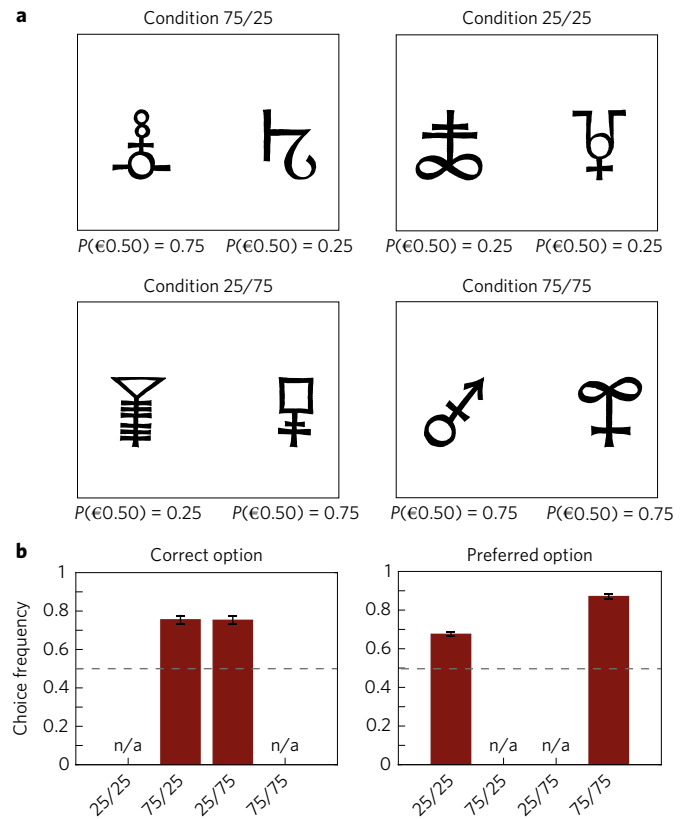 a
Condition 75/25
Condition 25/25
P(€0.50) = 0.75
P(€0.50) = 0.25
P(€0.50) = 0.25
P(€0.50) = 0.25
Condition 25/75
Condition 75/75
P(€0.50) = 0.25
P(€0.50) = 0.75
P(€0.50) = 0.75
P(€0.50) = 0.75
b
Correct option
Choice frequency
1
0.8
0.6
0.4
0.2
0
n/a
n/a
25/25
75/25
25/75
75/75
Preferred option
1
0.8
0.6
0.4
0.2
0
n/a
n/a
25/25
75/25
25/75
75/75